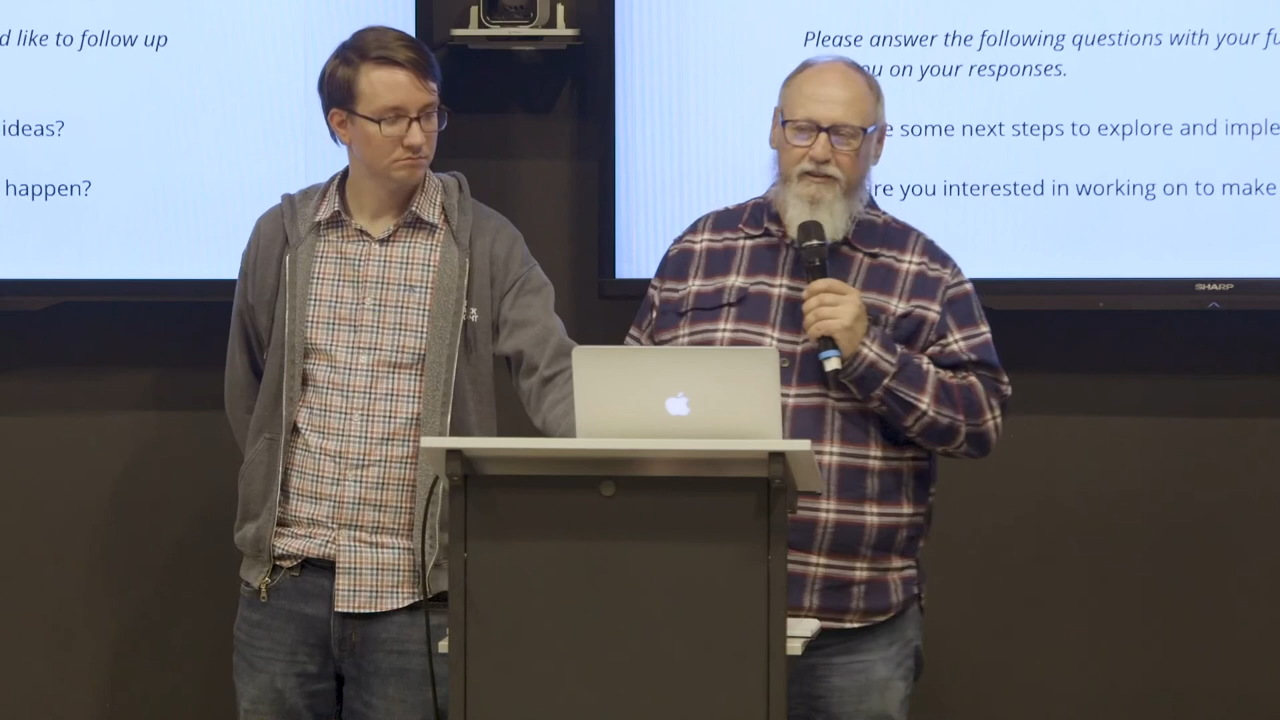 d like to follow up
ideas?
happen?
Please answer the following questions with your fu
u on your responses.
e some next steps to explore and imple
re you interested in working on to make
SHARP